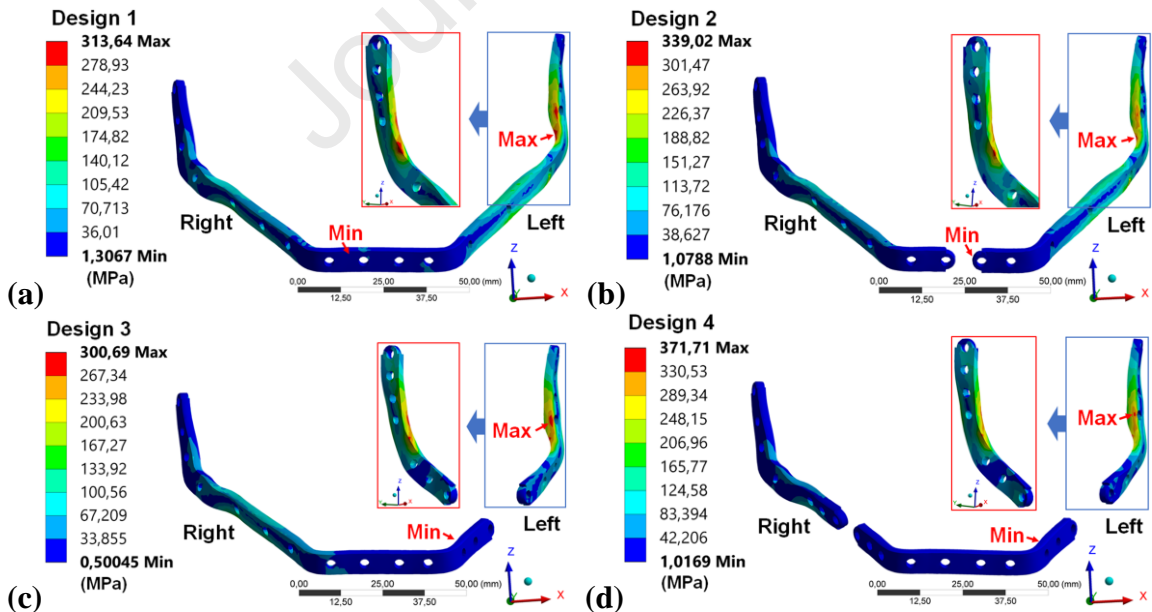 Jour
Design 1
313,64 Max
278,93
244,23
209,53
174,82
140,12
105,42
70,713
36,01
1,3067 Min
(MPa)
Right
Min
Max
Left
Z
X
0,00
25,00
50,00 (mm)
12,50
37,50
(a)
Design 2
339,02 Max
301,47
263,92
226,37
188,82
151,27
113,72
76,176
38,627
1,0788 Min
(MPa)
Right
Min
Max
Left
Z
X
0,00
25,00
50,00 (mm)
12,50
37,50
(b)
Design 3
300,69 Max
267,34
233,98
200,63
167,27
133,92
100,56
67,209
33,855
0,50045 Min
(MPa)
Right
Min
Max
Left
Z
X
0,00
25,00
50,00 (mm)
12,50
37,50
(c)
Design 4
371,71 Max
330,53
289,34
248,15
206,96
165,77
124,58
83,394
42,206
1,0169 Min
(MPa)
Right
Min
Max
Left
Z
X
0,00
25,00
50,00 (mm)
12,50
37,50
(d)